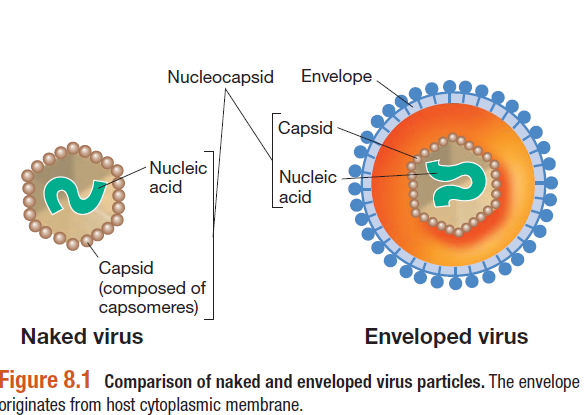 Nucleocapsid
Envelope
Capsid
Nucleic
acid
Nucleic
acid
Capsid
(composed of
capsomeres)
Naked virus
Enveloped virus
Figure 8.1 Comparison of naked and enveloped virus particles. The envelope
originates from host cytoplasmic membrane.